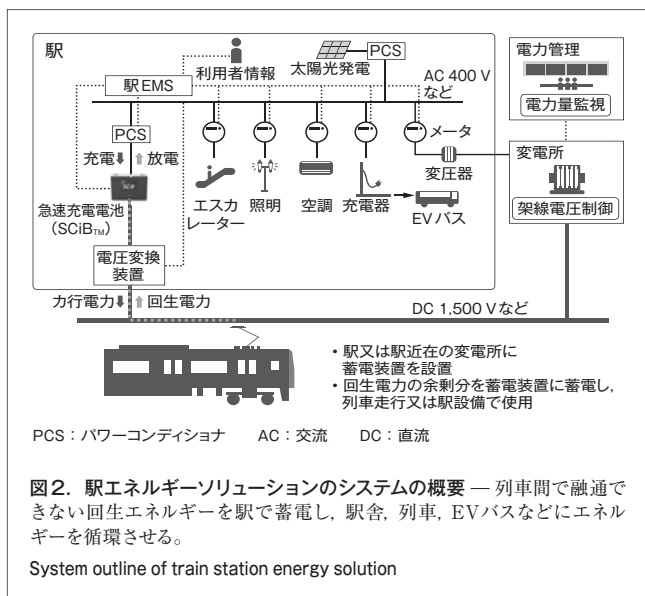 駅
利用者情報
太陽光発電
PCS
駅EMS
AC 400 V
など
PCS
充電
放電
メータ
変圧器
急速充電電池
(SCiB™)
エスカ
レーター
照明
空調
充電器
EVバス
電圧変換
装置
電力管理
電力量監視
変電所
架線電圧制御
力行電力
回生電力
DC 1,500 Vなど
・駅又は駅近在の変電所に
蓄電装置を設置
・回生電力の余剰分を蓄電装置に蓄電し,
列車走行又は駅設備で使用
PCS:パワーコンディショナ AC:交流 DC:直流
図2. 駅エネルギーソリューションのシステムの概要 — 列車間で融通で
きない回生エネルギーを駅で蓄電し, 駅舎, 列車, EVバスなどにエネル
ギーを循環させる。
System outline of train station energy solution